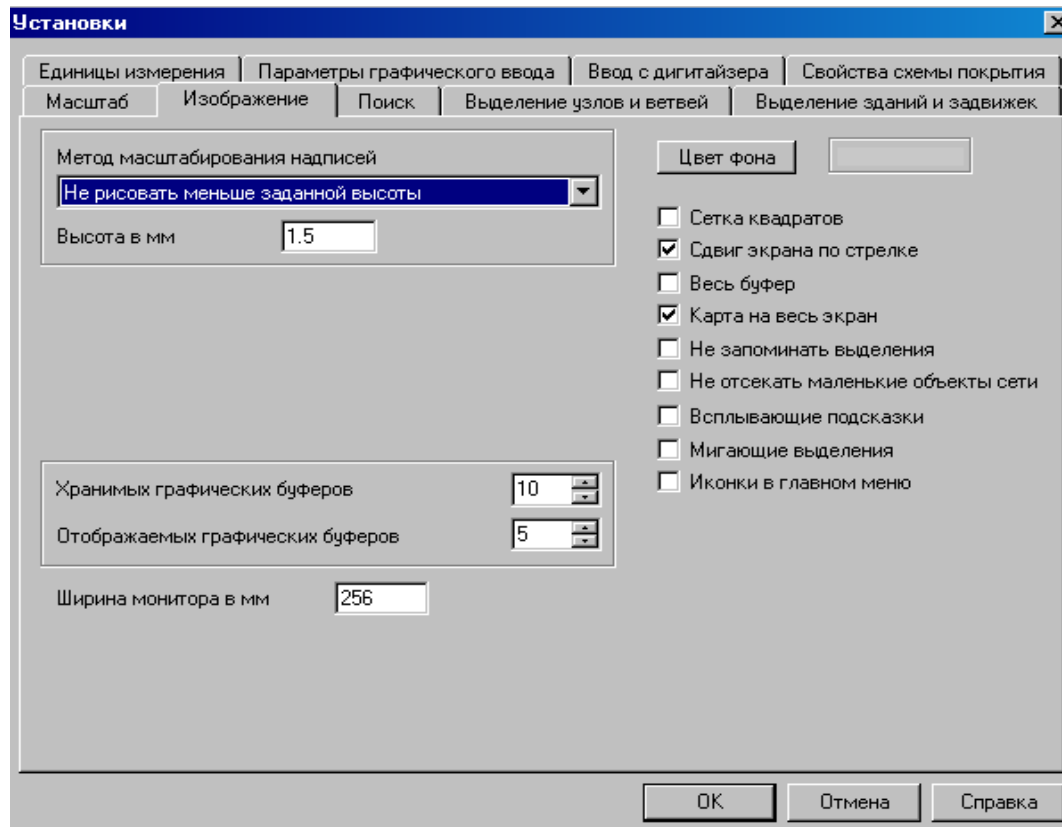 Установки
Единицы измерения Параметры графического ввода Ввод с дигитайзера Свойства схемы покрытия
Масштаб Изображение Поиск Выделение узлов и ветвей Выделение зданий и задвижек
Метод масштабирования надписей
Не рисовать меньше заданной высоты
Высота в мм 1.5
Хранимых графических буферов 10
Отображаемых графических буферов 5
Ширина монитора в мм 256
Цвет фона
Сетка квадратов
Сдвиг экрана по стрелке
Весь буфер
Карта на весь экран
Не запоминать выделения
Не отсекать маленькие объекты сети
Всплывающие подсказки
Мигающие выделения
Иконки в главном меню
OK Отмена Справка